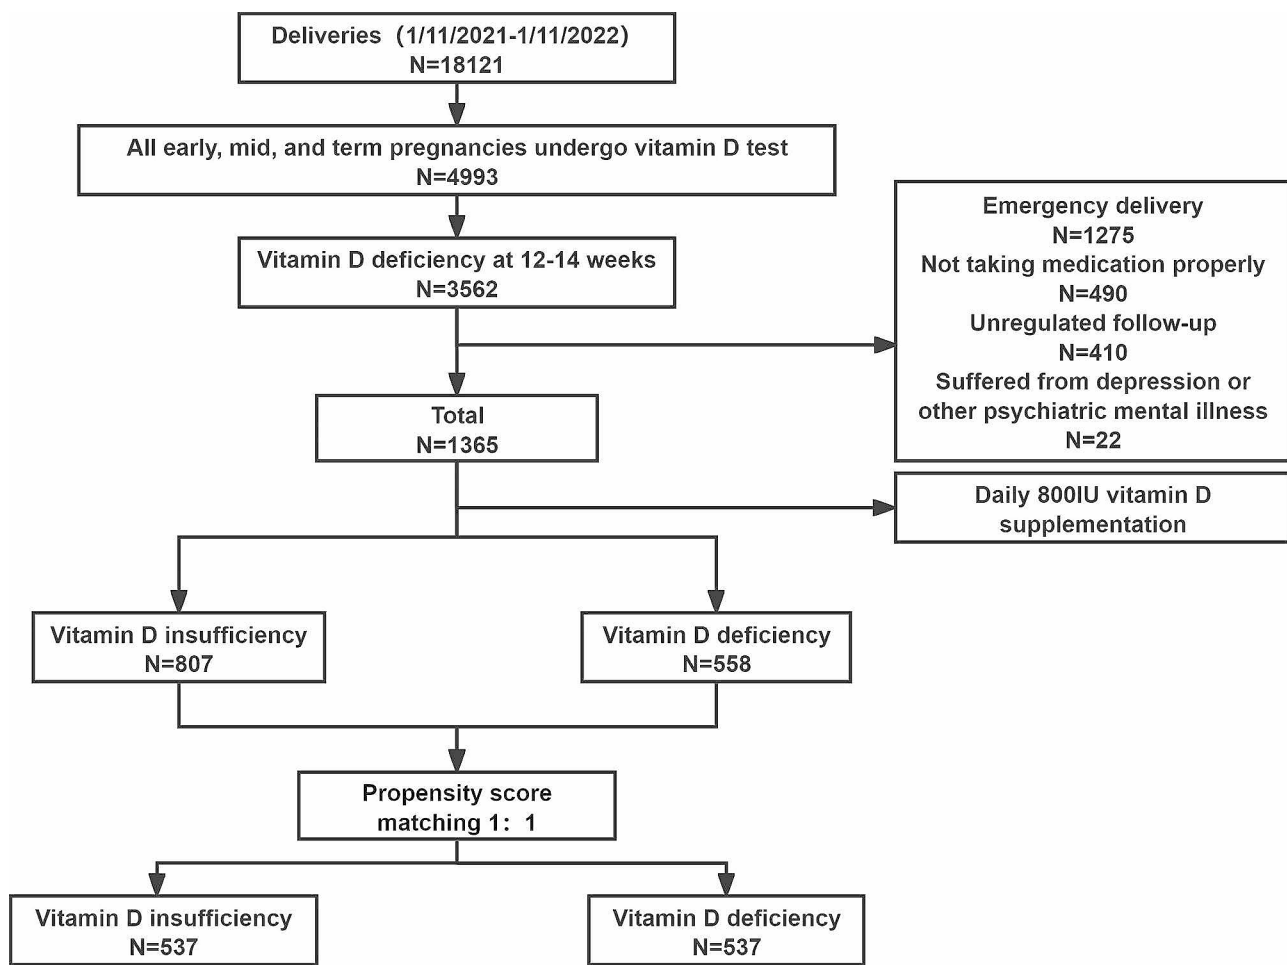 Deliveries（1/11/2021-1/11/2022）
N=18121
All early, mid, and term pregnancies undergo vitamin D test
N=4993
Vitamin D deficiency at 12-14 weeks
N=3562
Emergency delivery
N=1275
Not taking medication properly
N=490
Unregulated follow-up
N=410
Suffered from depression or
other psychiatric mental illness
N=22
Total
N=1365
Daily 800IU vitamin D
supplementation
Vitamin D insufficiency
N=807
Vitamin D deficiency
N=558
Propensity score
matching 1：1
Vitamin D insufficiency
N=537
Vitamin D deficiency
N=537